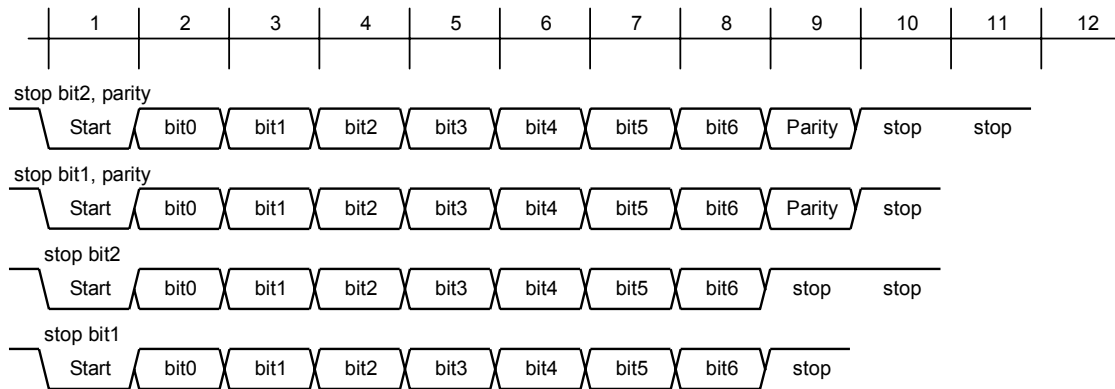 1 2 3 4 5 6 7 8 9 10 11 12
stop bit2, parity
Start bit0 bit1 bit2 bit3 bit4 bit5 bit6 Parity stop stop
stop bit1, parity
Start bit0 bit1 bit2 bit3 bit4 bit5 bit6 Parity stop
stop bit2
Start bit0 bit1 bit2 bit3 bit4 bit5 bit6 stop stop
stop bit1
Start bit0 bit1 bit2 bit3 bit4 bit5 bit6 stop